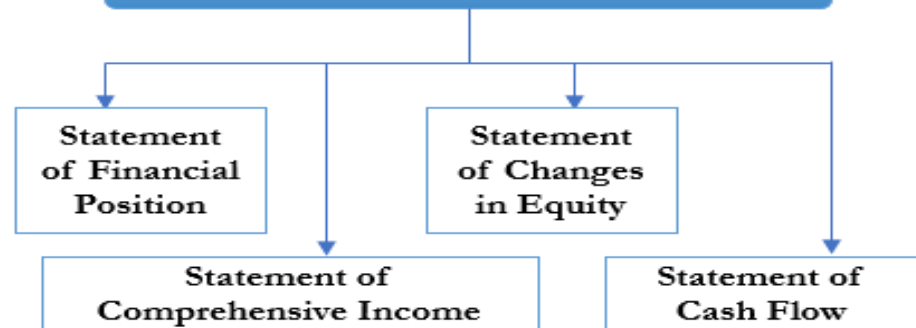 Statement
of Financial
Position
Statement
of Changes
in Equity
Statement of
Comprehensive Income
Statement of
Cash Flow